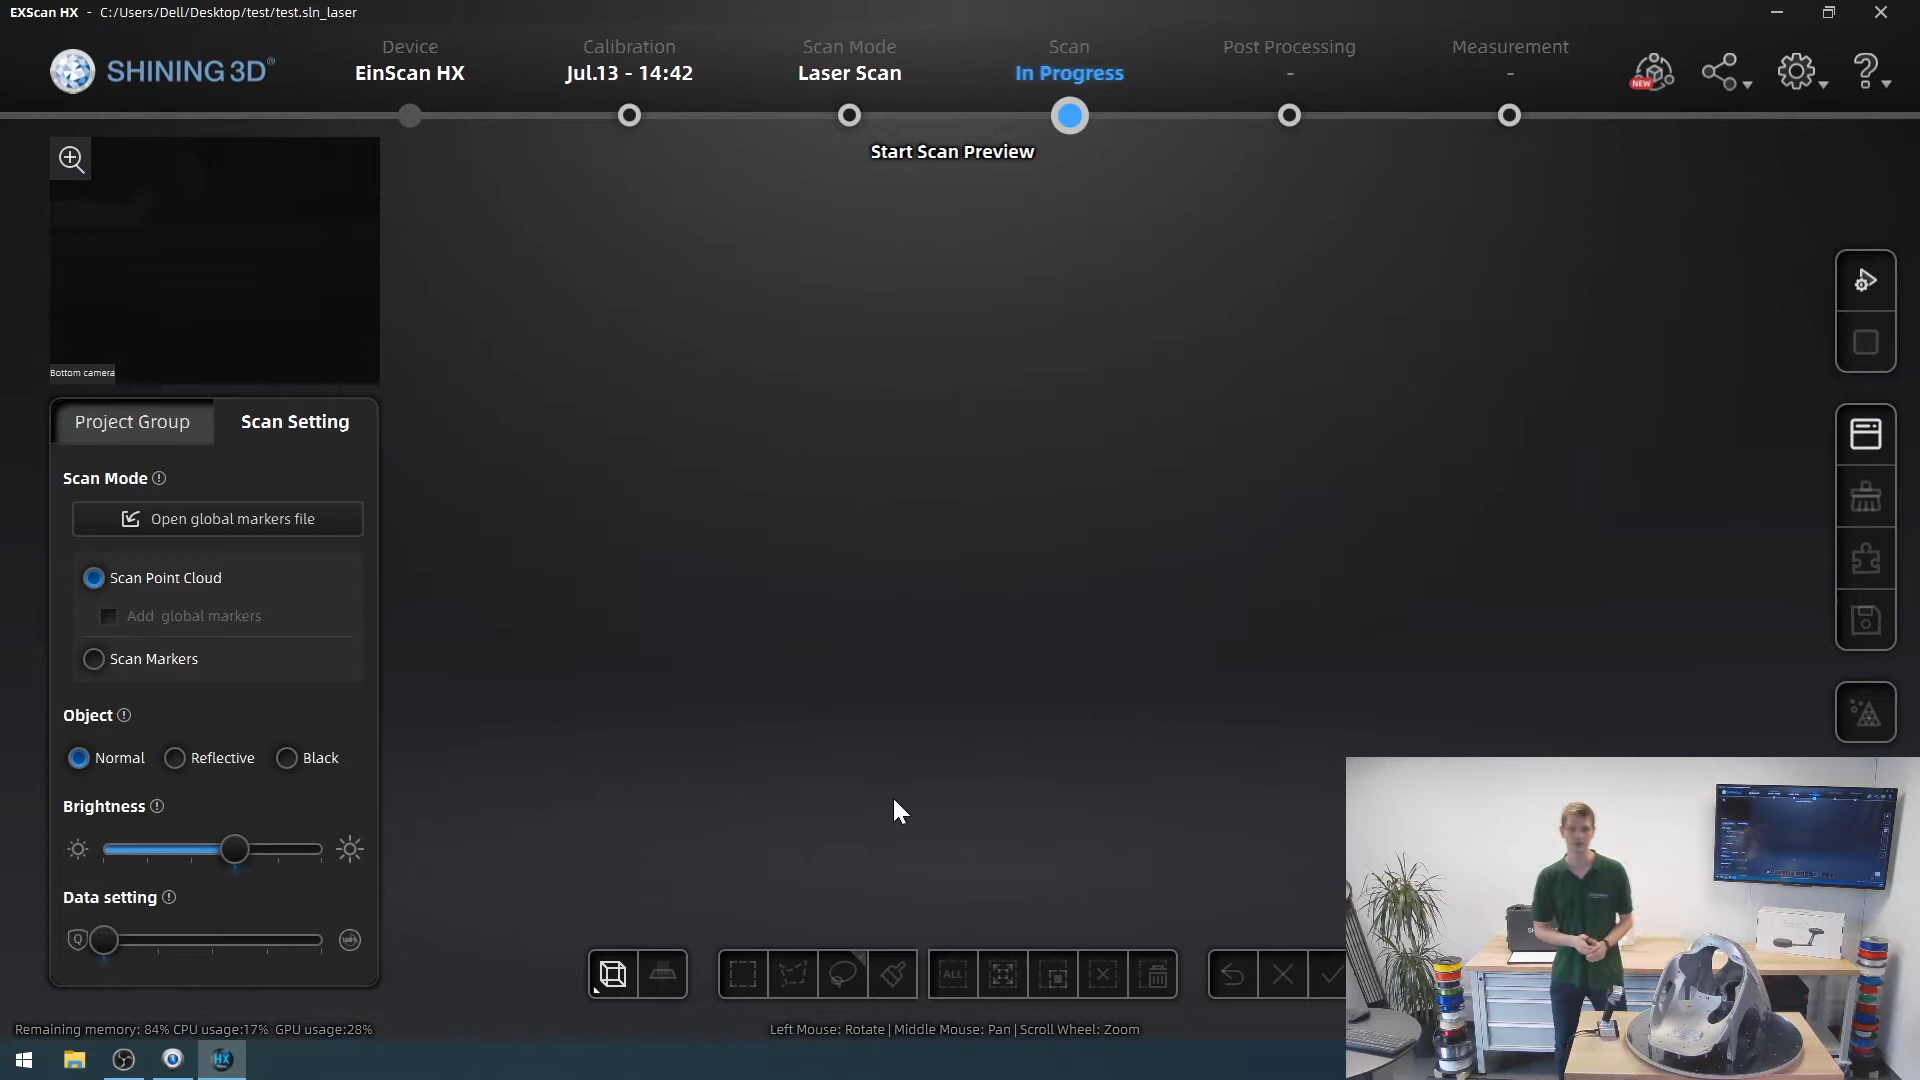 EXScan HX - C:/Users/Dell/Desktop/test/test.sln_laser
SHINING 3D®
Device
EinScan HX
Calibration
Jul.13 - 14:42
Scan Mode
Laser Scan
Scan
In Progress
Post Processing
-
Measurement
-
NEW
Start Scan Preview
Bottom camera
Project Group
Scan Setting
Scan Mode
Open global markers file
Scan Point Cloud
Add global markers
Scan Markers
Object
Normal
Reflective
Black
Brightness
Data setting
Q
100%
ALL
Remaining memory: 84% CPU usage:17% GPU usage:28%
Left Mouse: Rotate | Middle Mouse: Pan | Scroll Wheel: Zoom
HX